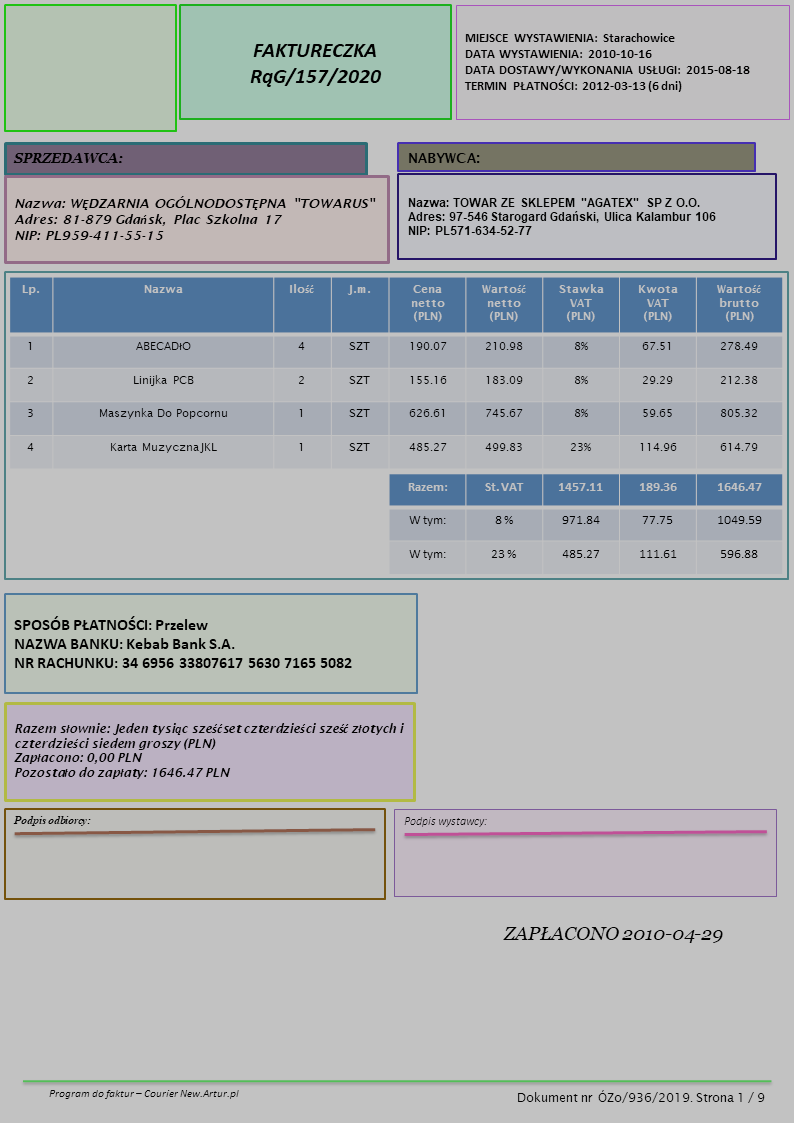 FAKTURECZKA
RąG/157/2020
MIEJSCE WYSTAWIENIA: Starachowice
DATA WYSTAWIENIA: 2010-10-16
DATA DOSTAWY/WYKONANIA USŁUGI: 2015-08-18
TERMIN PŁATNOŚCI: 2012-03-13 (6 dni)
SPRZEDAWCA:
Nazwa: WĘDZARNIA OGÓLNODOSTĘPNA "TOWARUS"
Adres: 81-879 Gdańsk, Plac Szkolna 17
NIP: PL959-411-55-15
NABYWCA:
Nazwa: TOWAR ZE SKLEPEM "AGATEX" SP Z O.O.
Adres: 97-546 Starogard Gdański, Ulica Kalambur 106
NIP: PL571-634-52-77
Lp. Nazwa Ilość J.m. Cena netto (PLN) Wartość netto (PLN) Stawka VAT (PLN) Kwota VAT (PLN) Wartość brutto (PLN)
1 ABECADłO 4 SZT 190.07 210.98 8% 67.51 278.49
2 Linijka PCB 2 SZT 155.16 183.09 8% 29.29 212.38
3 Maszynka Do Popcornu 1 SZT 626.61 745.67 8% 59.65 805.32
4 Karta MuzycznaJKL 1 SZT 485.27 499.83 23% 114.96 614.79
Razem: St.VAT 1457.11 189.36 1646.47
W tym: 8 % 971.84 77.75 1049.59
W tym: 23 % 485.27 111.61 596.88
SPOSÓB PŁATNOŚCI: Przelew
NAZWA BANKU: Kebab Bank S.A.
NR RACHUNKU: 34 6956 33807617 5630 7165 5082
Razem słownie: Jeden tysiąc sześćset czterdzieści sześć złotych i
czterdzieści siedem groszy (PLN)
Zapłacono: 0,00 PLN
Pozostało do zapłaty: 1646.47 PLN
Podpis odbiorcy:
Podpis wystawcy:
ZAPŁACONO 2010-04-29
Program do faktur – Courier New.Artur.pl
Dokument nr ÓZo/936/2019. Strona 1 / 9